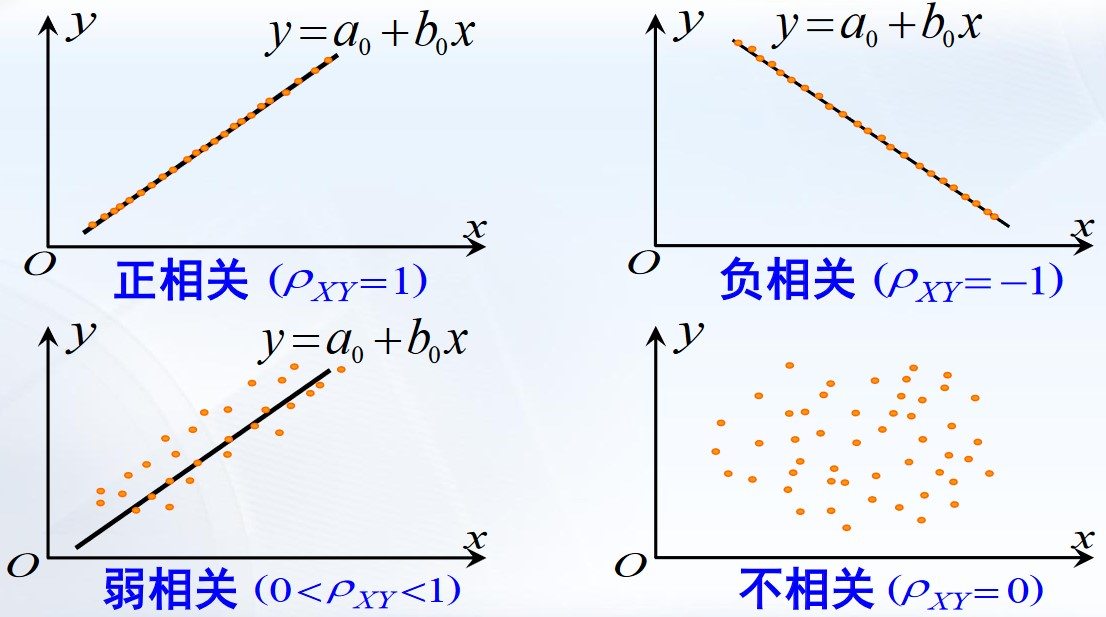 y
y=a₀+b₀x
x
O
正相关 (ρ_XY=1)
y
y=a₀+b₀x
x
O
负相关 (ρ_XY=−1)
y
y=a₀+b₀x
x
O
弱相关 (0<ρ_XY<1)
y
x
O
不相关 (ρ_XY=0)